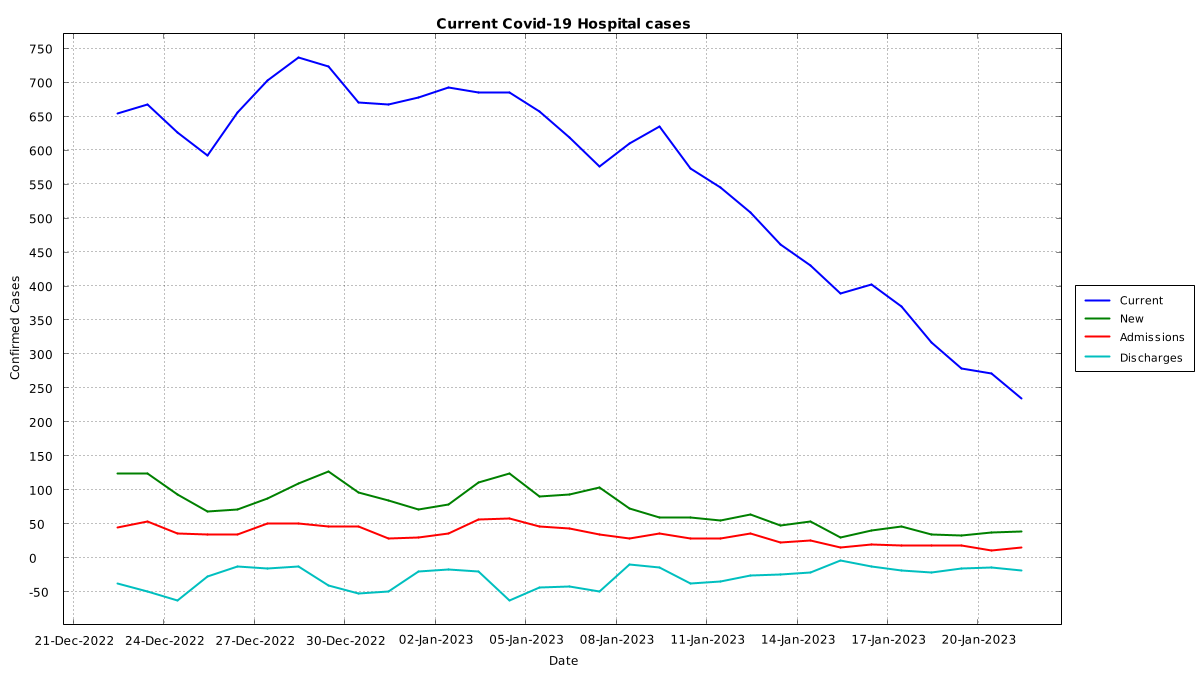 Current Covid-19 Hospital cases
750
700
650
600
550
500
450
400
350
300
250
200
150
100
50
0
-50
Confirmed Cases
21-Dec-2022 24-Dec-2022 27-Dec-2022 30-Dec-2022 02-Jan-2023 05-Jan-2023 08-Jan-2023 11-Jan-2023 14-Jan-2023 17-Jan-2023 20-Jan-2023
Date
Current
New
Admissions
Discharges